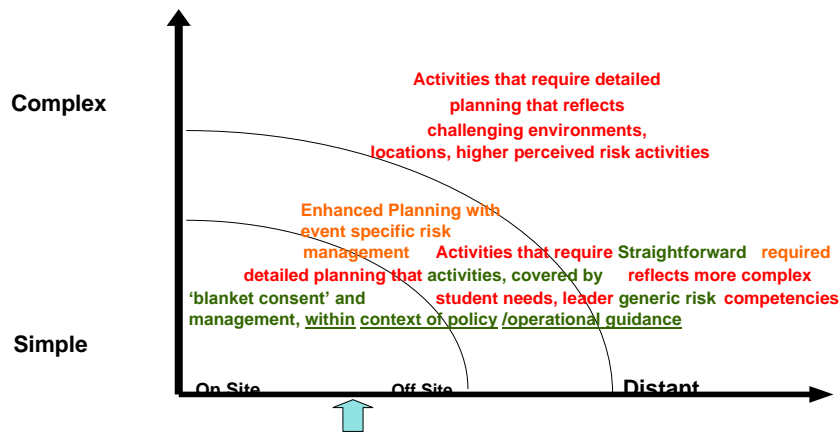 Activities that require detailed
Complex
planning that reflects
challenging environments,
locations, higher perceived risk activities
Enhanced Planning with
event specific risk
management Activities that require Straightforward required
detailed planning that activities, covered by reflects more complex
‘blanket consent’ and student needs, leader generic risk competencies
management, within context of policy /operational guidance
Simple
On Site Off Site Distant